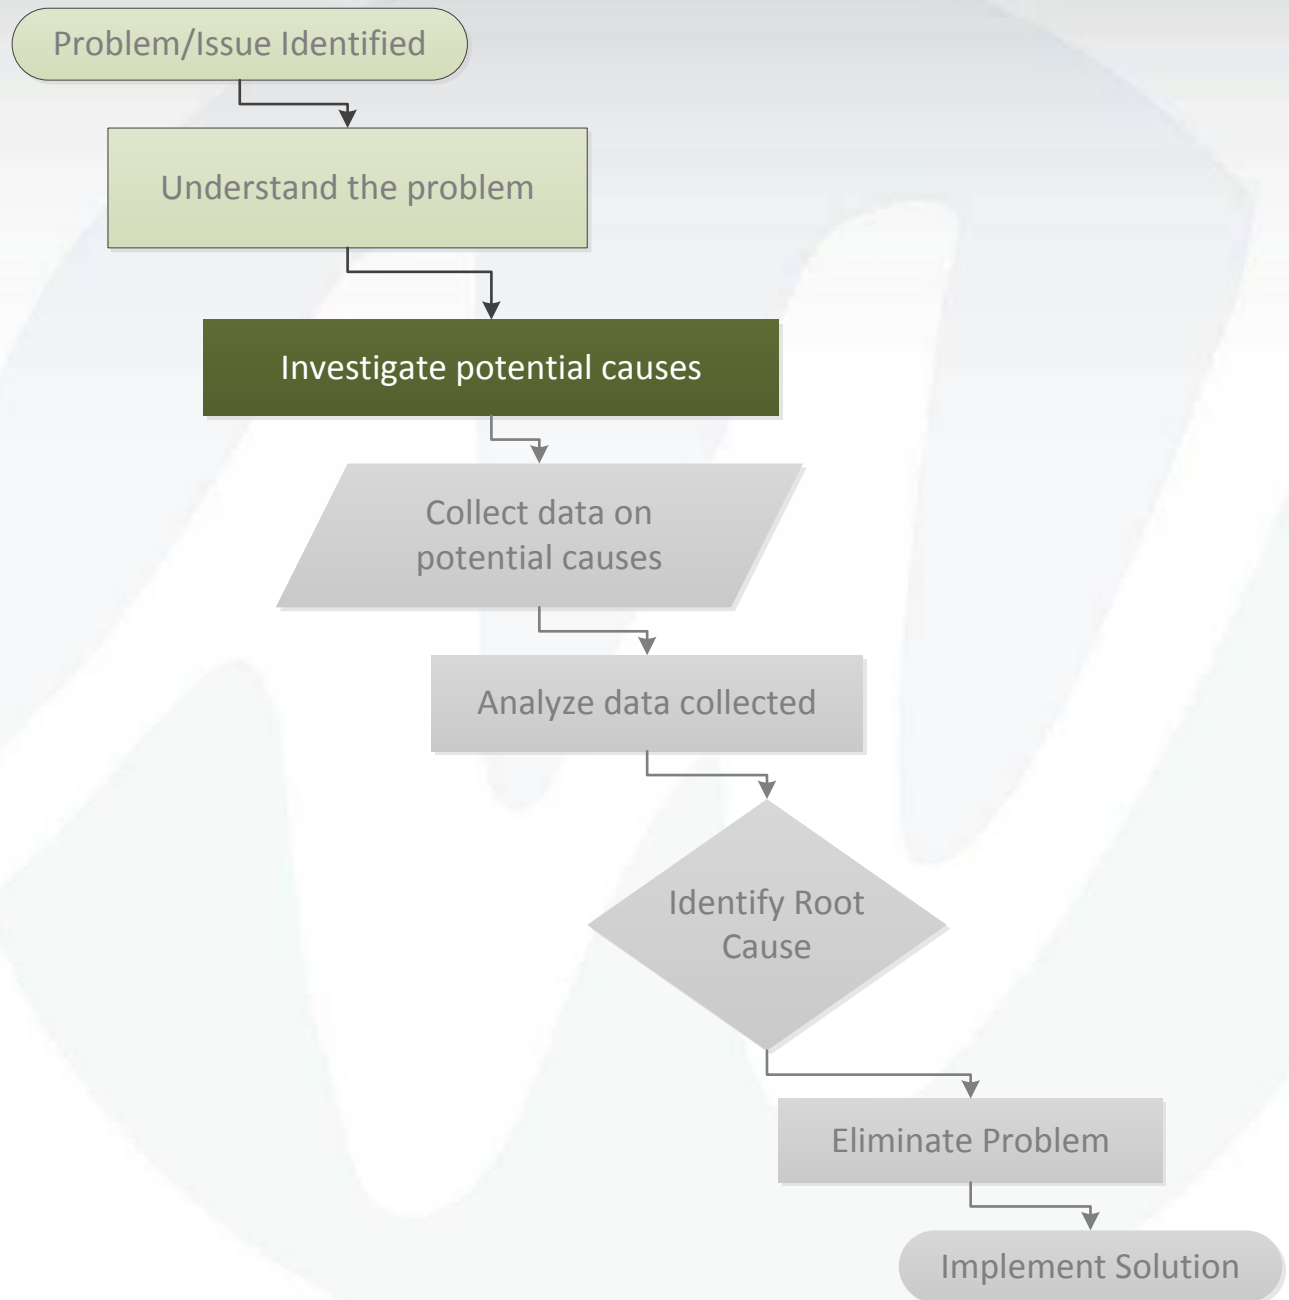 Problem/Issue Identified
Understand the problem
Investigate potential causes
Collect data on
potential causes
Analyze data collected
Identify Root
Cause
Eliminate Problem
Implement Solution